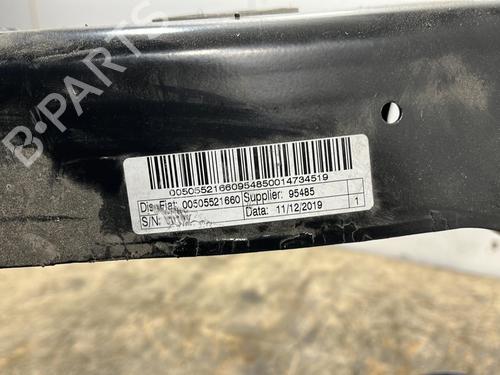 B-PARTS
00505521660954850014734519
Dis.Fiat: 00505521660 Supplier: 95485
S/N: Data: 11/12/2019 1